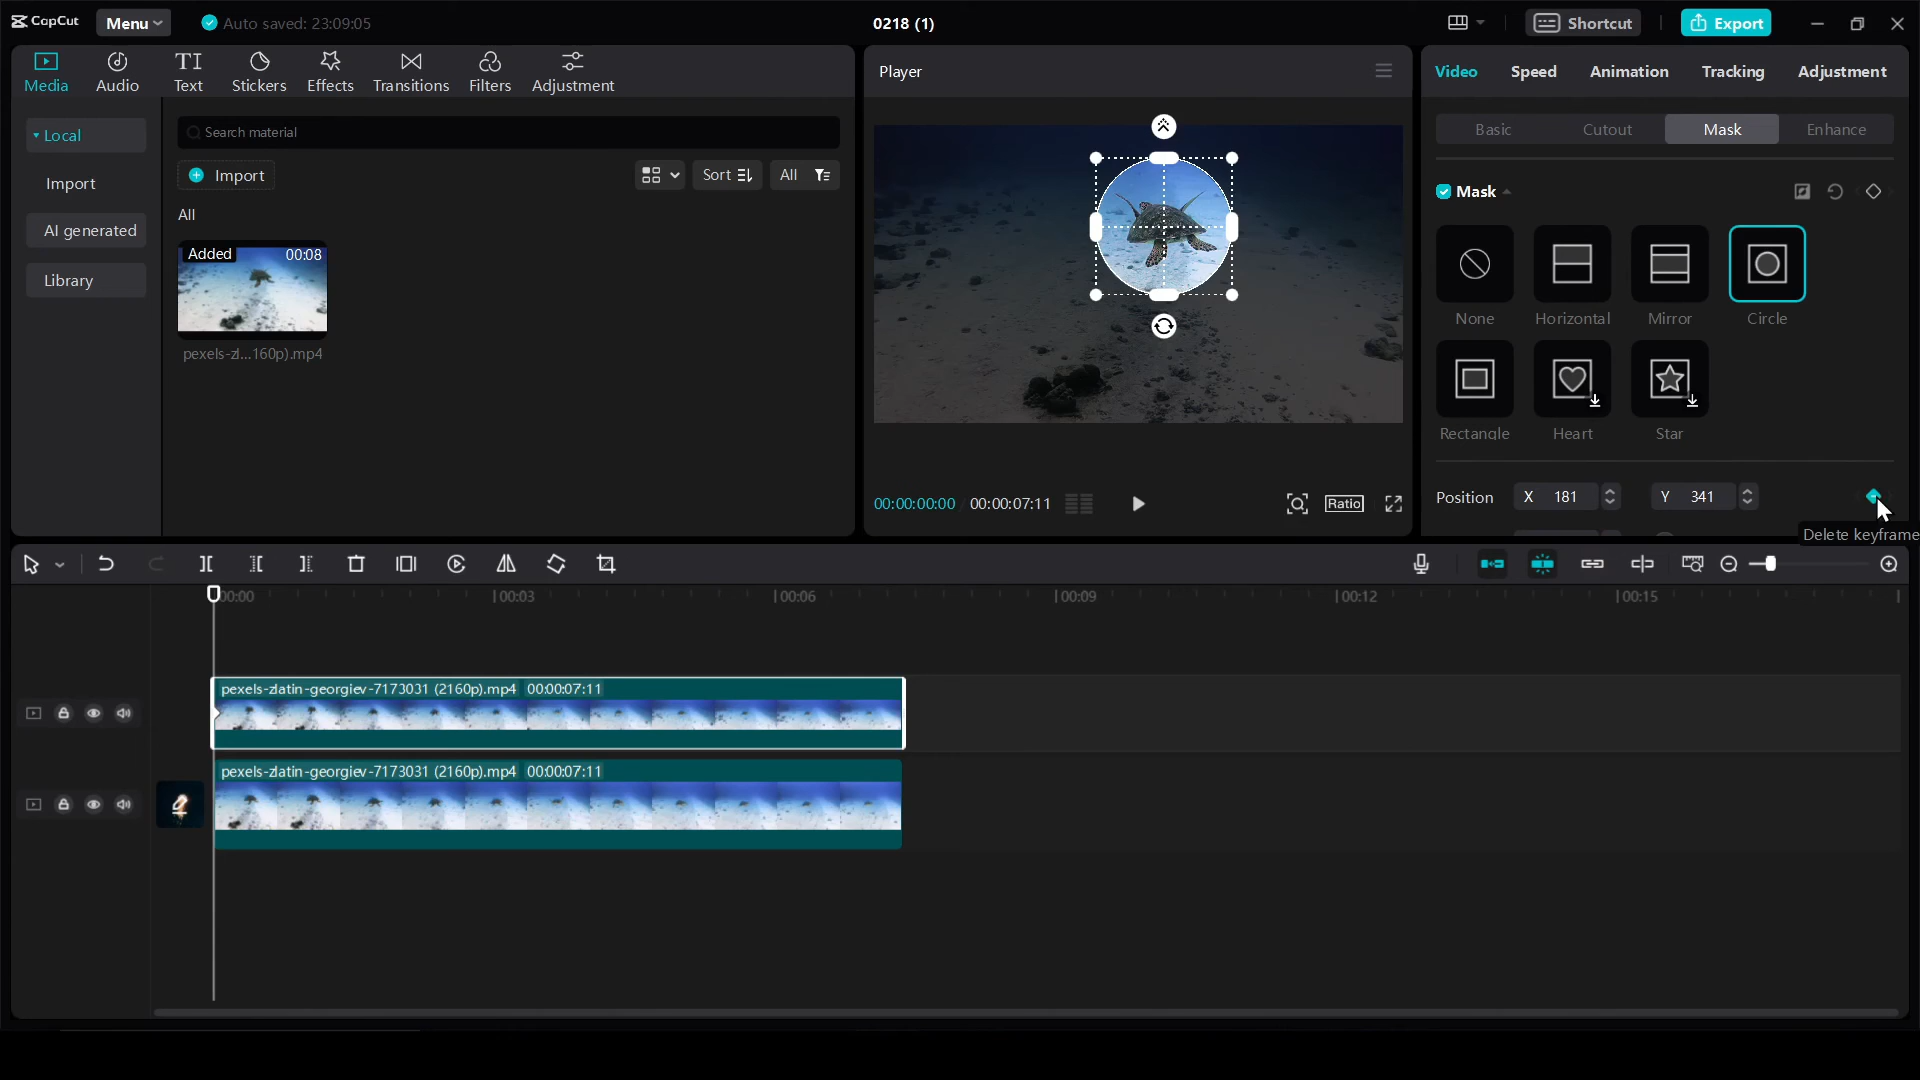 CapCut
Menu
Auto saved: 23:09:05
0218 (1)
Shortcut
Export
Media
Audio
Text
Stickers
Effects
Transitions
Filters
Adjustment
Player
Video
Speed
Animation
Tracking
Adjustment
Local
Import
AI generated
Library
Search material
Import
Sort
All
All
Added
00:08
pexels-zl...160p).mp4
Basic
Cutout
Mask
Enhance
Mask
None
Horizontal
Mirror
Circle
Rectangle
Heart
Star
Position
X 181
Y 341
Delete keyframe
00:00:00:00
00:00:07:11
Ratio
00:00
00:03
00:06
00:09
00:12
00:15
pexels-zlatin-georgiev-7173031 (2160p).mp4 00:00:07:11
pexels-zlatin-georgiev-7173031 (2160p).mp4 00:00:07:11